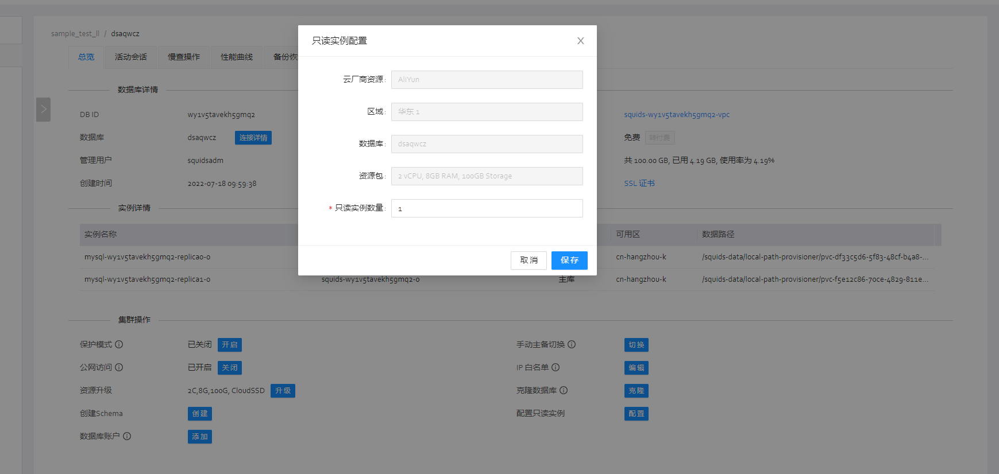 sample_test_ll / dsaqwcz
总览 活动会话 慢查操作 性能曲线 备份恢
只读实例配置
云厂商资源: AliYun
区域: 华东 1
数据库: dsaqwcz
资源包: 2 vCPU, 8GB RAM, 100GB Storage
* 只读实例数量: 1
取 消 保 存
数据库详情
DB ID wy1v5tavekh5gmq2 squids-wy1v5tavekh5gmq2-vpc
数据库 dsaqwcz 连接详情 免费 转付费
管理用户 squidsadm 共 100.00 GB, 已用 4.19 GB, 使用率为 4.19%
创建时间 2022-07-18 09:59:38 SSL 证书
实例详情
实例名称 可用区 数据路径
mysql-wy1v5tavekh5gmq2-replica0-0 cn-hangzhou-k /squids-data/local-path-provisioner/pvc-df33c5d6-5f83-48cf-b4a8-...
mysql-wy1v5tavekh5gmq2-replica1-0 squids-wy1v5tavekh5gmq2-0 主库 cn-hangzhou-k /squids-data/local-path-provisioner/pvc-f5e12c86-70ce-4829-811e...
集群操作
保护模式 已关闭 开 启 手动主备切换 切 换
公网访问 已开启 关 闭 IP 白名单 编 辑
资源升级 2C,8G,100G, CloudSSD 升 级 克隆数据库 克 隆
创建Schema 创 建 配置只读实例 配 置
数据库账户 添 加